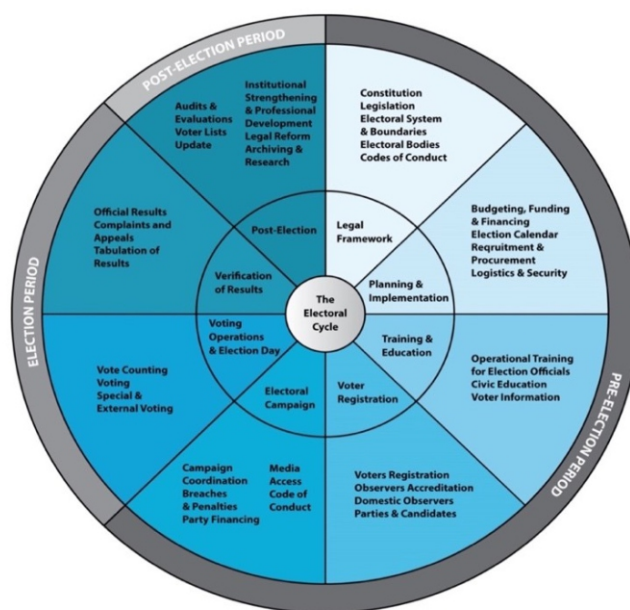 POST-ELECTION PERIOD
ELECTION PERIOD
PRE-ELECTION PERIOD
The
Electoral
Cycle
Legal
Framework
Constitution
Legislation
Electoral System
& Boundaries
Electoral Bodies
Codes of Conduct
Planning &
Implementation
Budgeting, Funding
& Financing
Election Calendar
Reqruitment &
Procurement
Logistics & Security
Training &
Education
Operational Training
for Election Officials
Civic Education
Voter Information
Voter
Registration
Voters Registration
Observers Accreditation
Domestic Observers
Parties & Candidates
Electoral
Campaign
Campaign
Coordination
Breaches
& Penalties
Party Financing
Media
Access
Code of
Conduct
Voting
Operations
& Election Day
Vote Counting
Voting
Special &
External Voting
Verification
of Results
Official Results
Complaints and
Appeals
Tabulation of
Results
Post-Election
Audits &
Evaluations
Voter Lists
Update
Institutional
Strengthening
& Professional
Development
Legal Reform
Archiving &
Research